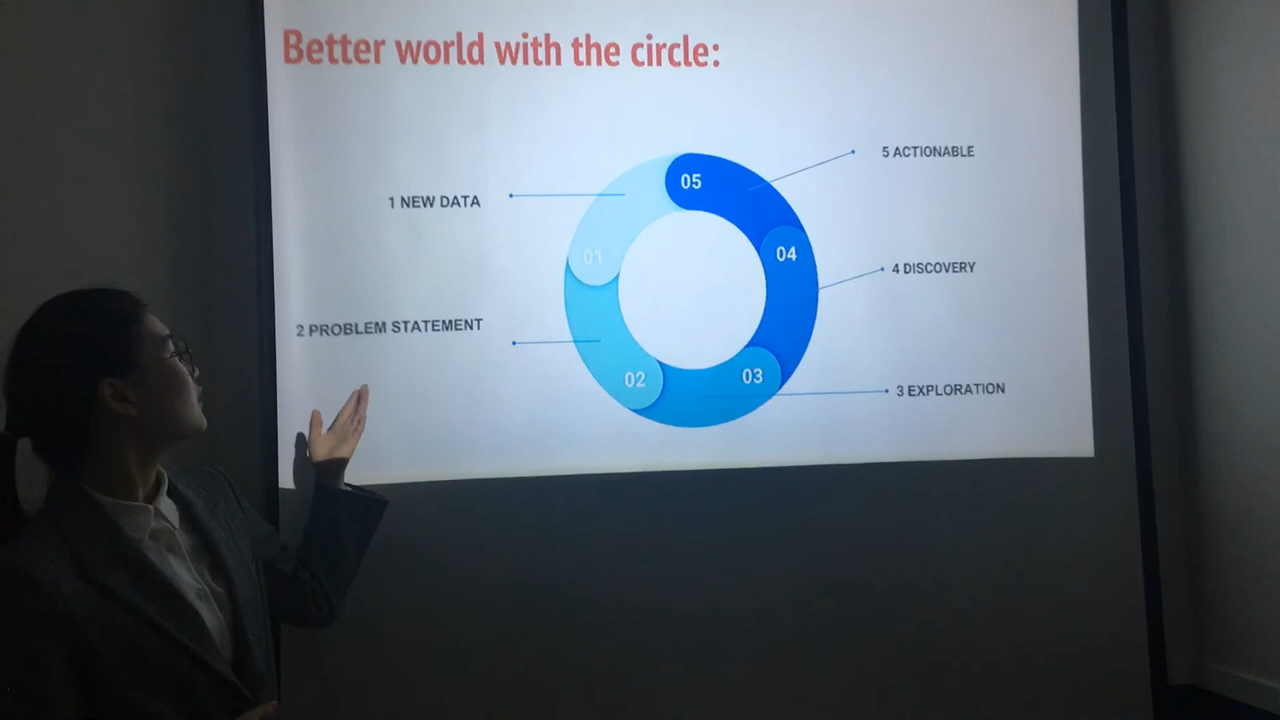 Better world with the circle:
1 NEW DATA
2 PROBLEM STATEMENT
3 EXPLORATION
4 DISCOVERY
5 ACTIONABLE
01
02
03
04
05